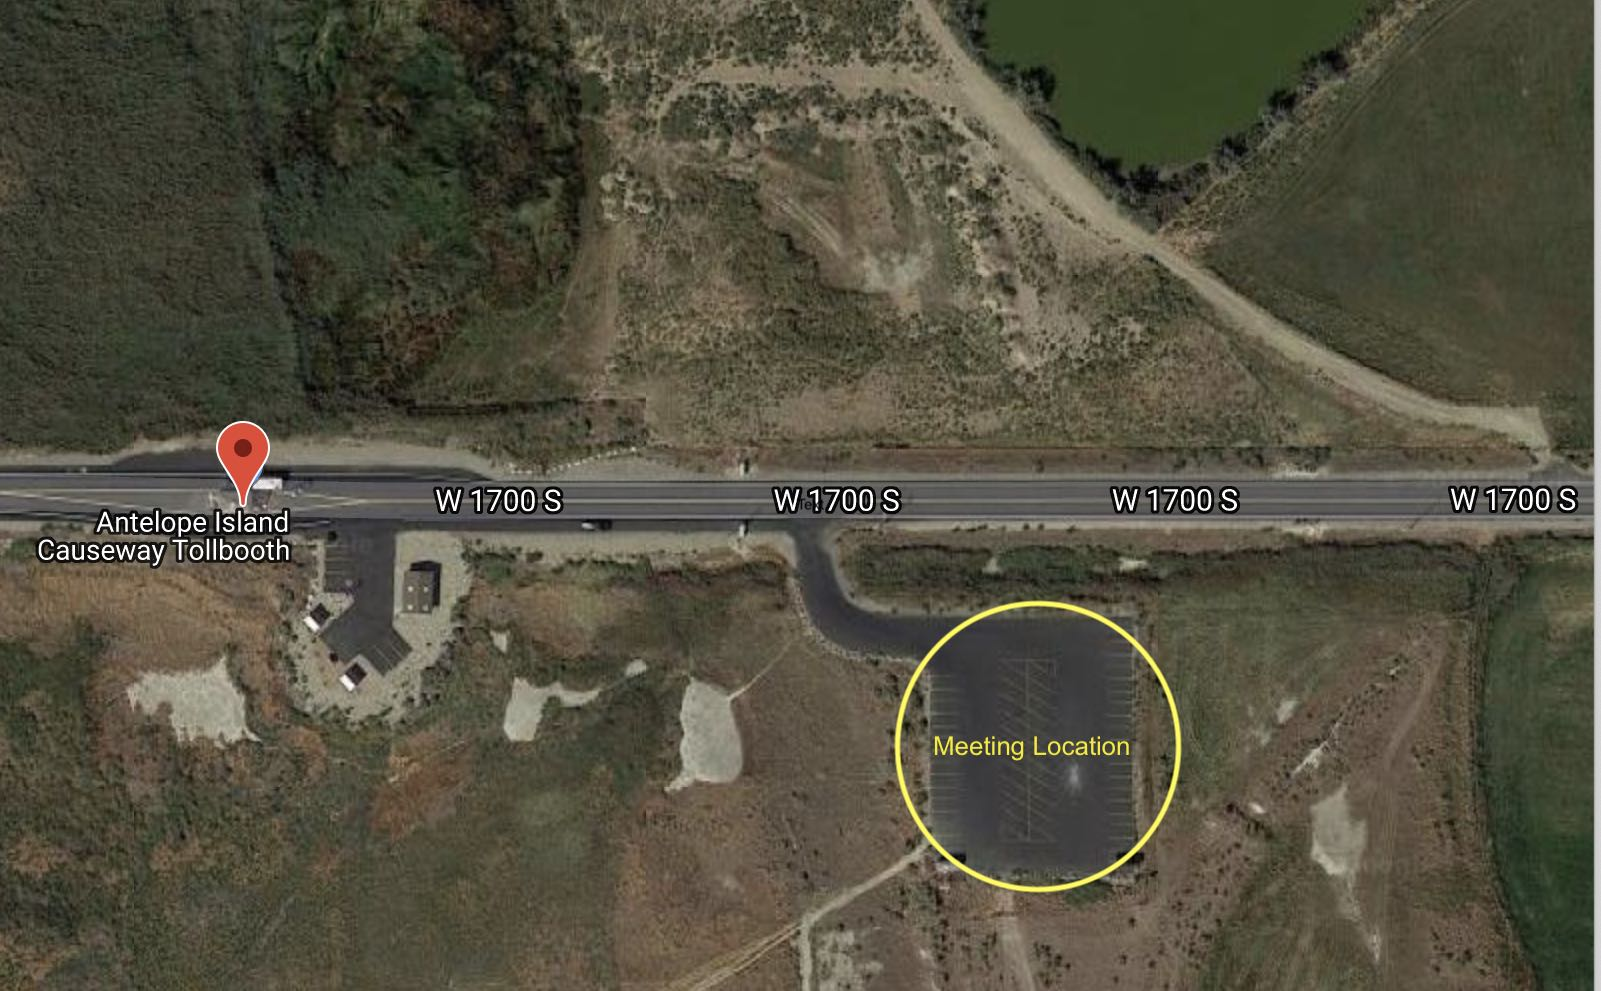 W 1700 S
W 1700 S
W 1700 S
W 1700 S
Antelope Island
Causeway Tollbooth
Meeting Location